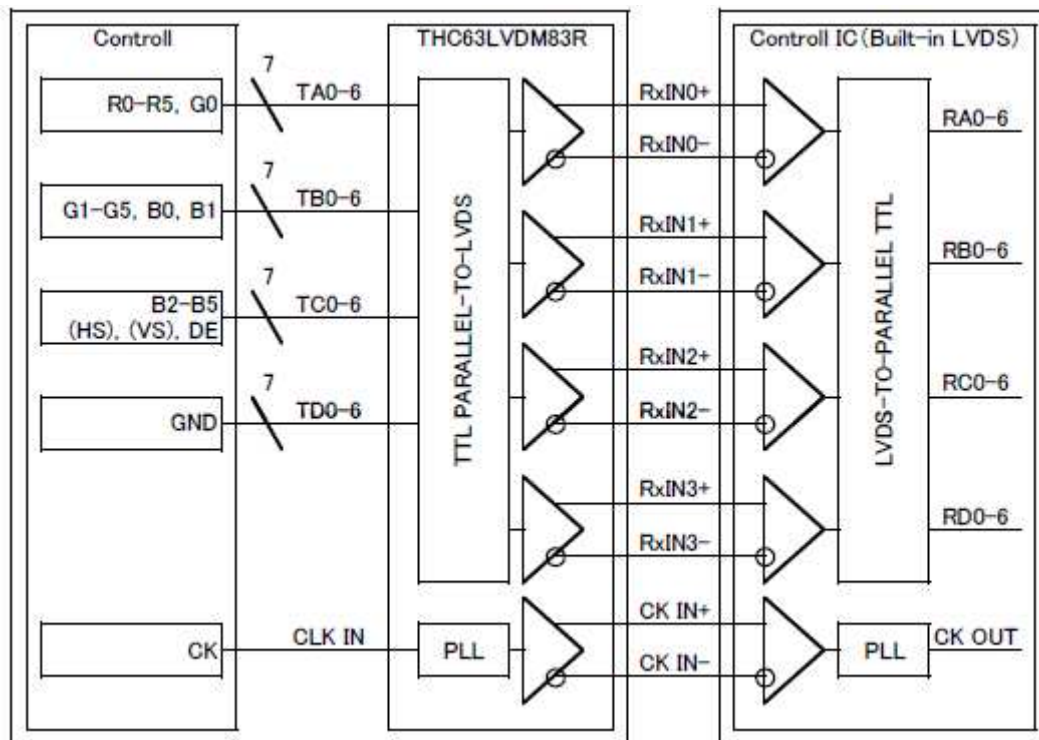 Controll
THC63LVDM83R
Controll IC(Built-in LVDS)
R0-R5, G0
7
TA0-6
G1-G5, B0, B1
7
TB0-6
B2-B5
(HS), (VS), DE
7
TC0-6
GND
7
TD0-6
CK
CLK IN
TTL PARALLEL-TO-LVDS
PLL
RxIN0+
RxIN0-
RxIN1+
RxIN1-
RxIN2+
RxIN2-
RxIN3+
RxIN3-
CK IN+
CK IN-
LVDS-TO-PARALLEL TTL
PLL
RA0-6
RB0-6
RC0-6
RD0-6
CK OUT